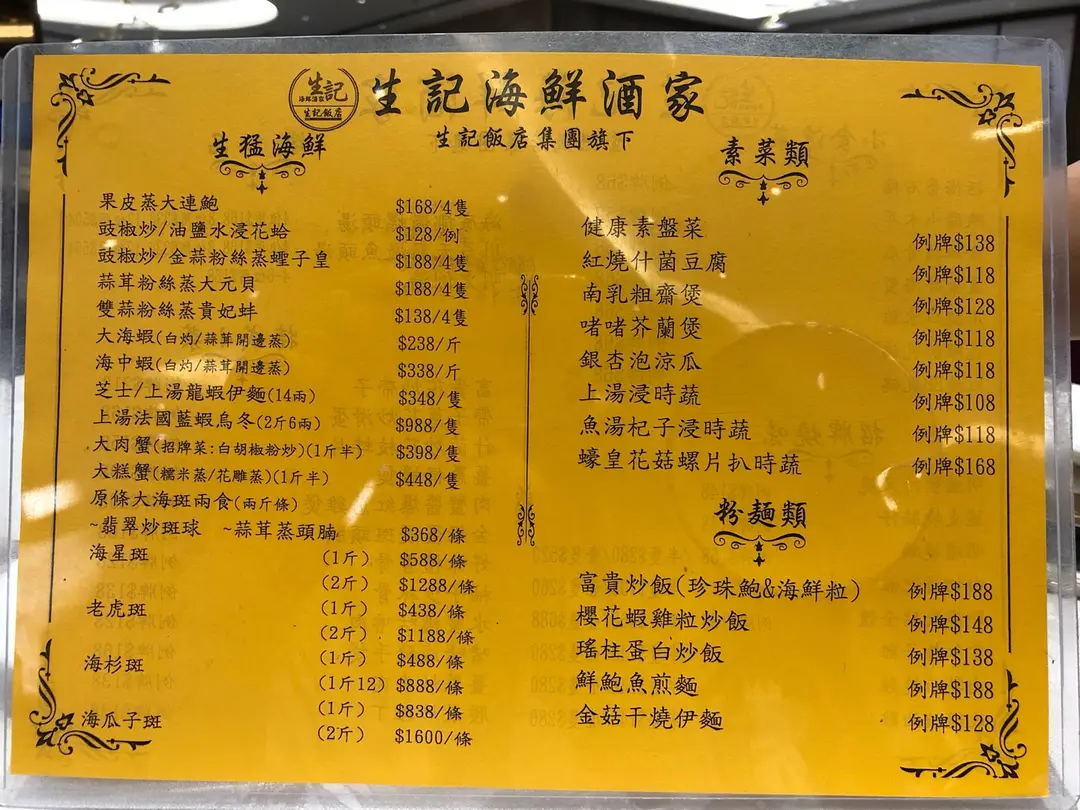 生記
海鮮酒家
生記飯店
生記海鮮酒家
生記飯店集團旗下
生猛海鮮
果皮蒸大連鮑 $168/4隻
豉椒炒/油鹽水浸花蛤 $128/例
豉椒炒/金蒜粉絲蒸蟶子皇 $188/4隻
蒜茸粉絲蒸大元貝 $188/4隻
雙蒜粉絲蒸貴妃蚌 $138/4隻
大海蝦(白灼/蒜茸開邊蒸) $238/斤
海中蝦(白灼/蒜茸開邊蒸) $338/斤
芝士/上湯龍蝦伊麵(14兩) $348/隻
上湯法國藍蝦烏冬(2斤6兩) $988/隻
大肉蟹(招牌菜:白胡椒粉炒)(1斤半) $398/隻
大糕蟹(糯米蒸/花雕蒸)(1斤半) $448/隻
原條大海斑兩食(兩斤條)
~翡翠炒斑球 ~蒜茸蒸頭腩 $368/條
海星斑 (1斤) $588/條
(2斤) $1288/條
老虎斑 (1斤) $438/條
(2斤) $1188/條
海杉斑 (1斤) $488/條
(1斤12) $888/條
海瓜子斑 (1斤) $838/條
(2斤) $1600/條
素菜類
健康素盤菜 例牌$138
紅燒什菌豆腐 例牌$118
南乳粗齋煲 例牌$128
啫啫芥蘭煲 例牌$118
銀杏泡涼瓜 例牌$118
上湯浸時蔬 例牌$108
魚湯杞子浸時蔬 例牌$118
蠔皇花菇螺片扒時蔬 例牌$168
粉麵類
富貴炒飯(珍珠鮑&海鮮粒) 例牌$188
櫻花蝦雞粒炒飯 例牌$148
瑤柱蛋白炒飯 例牌$138
鮮鮑魚煎麵 例牌$188
金菇干燒伊麵 例牌$128